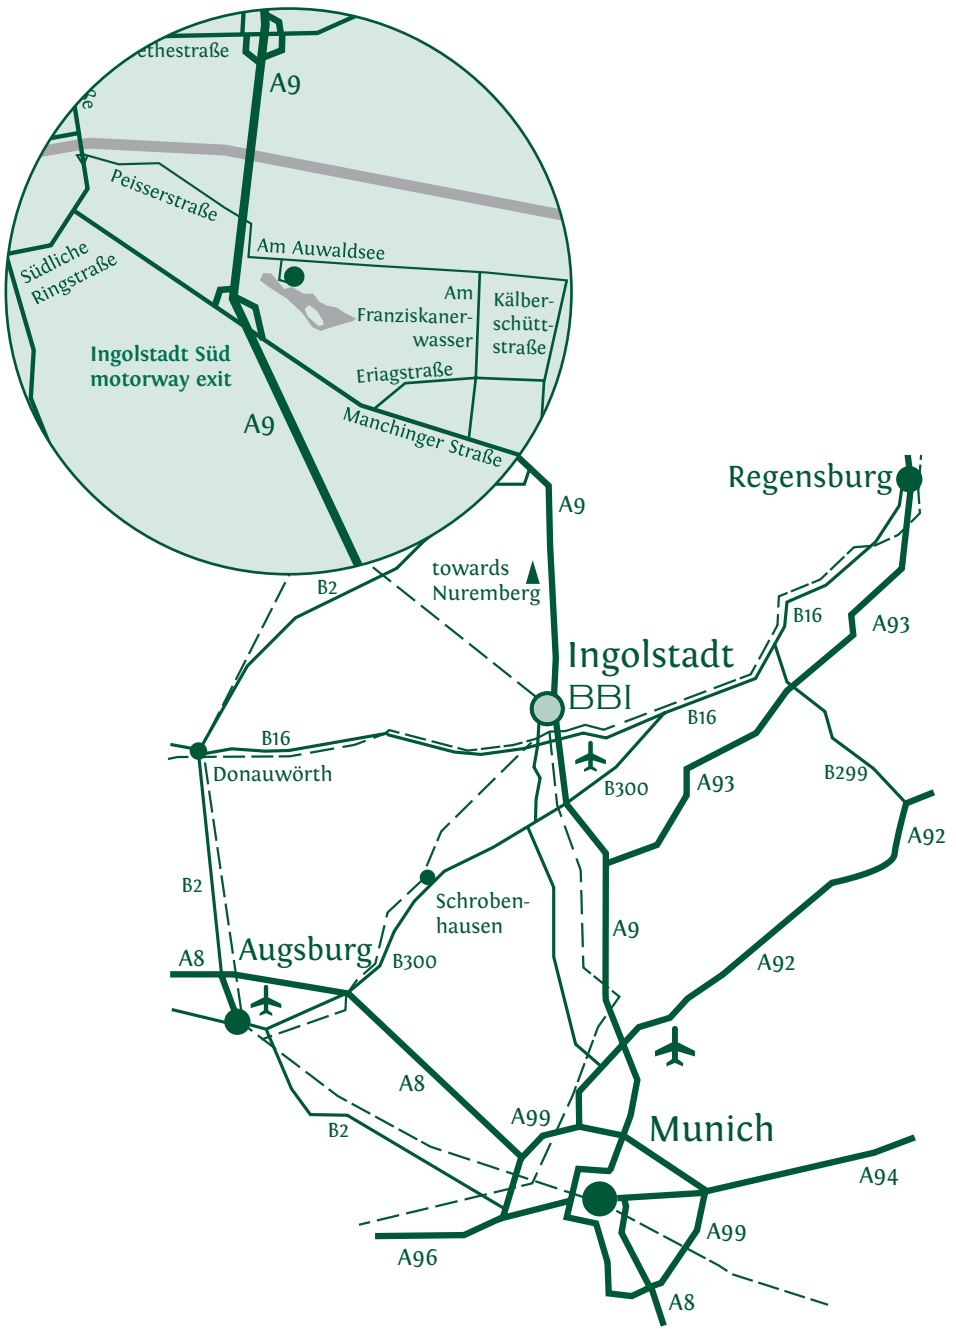 ethestraße
A9
ße
Peisserstraße
Südliche
Ringstraße
Am Auwaldsee
Am
Franziskaner-
wasser
Kälber-
schütt-
straße
Ingolstadt Süd
motorway exit
Eriagstraße
A9
Manchinger Straße
Regensburg
A9
towards
Nuremberg
B2
B16
A93
Ingolstadt
BBI
B16
B16
Donauwörth
B300
A93
B299
A92
B2
Schroben-
hausen
A9
Augsburg
A8
B300
A92
A8
A99
B2
Munich
A94
A99
A96
A8